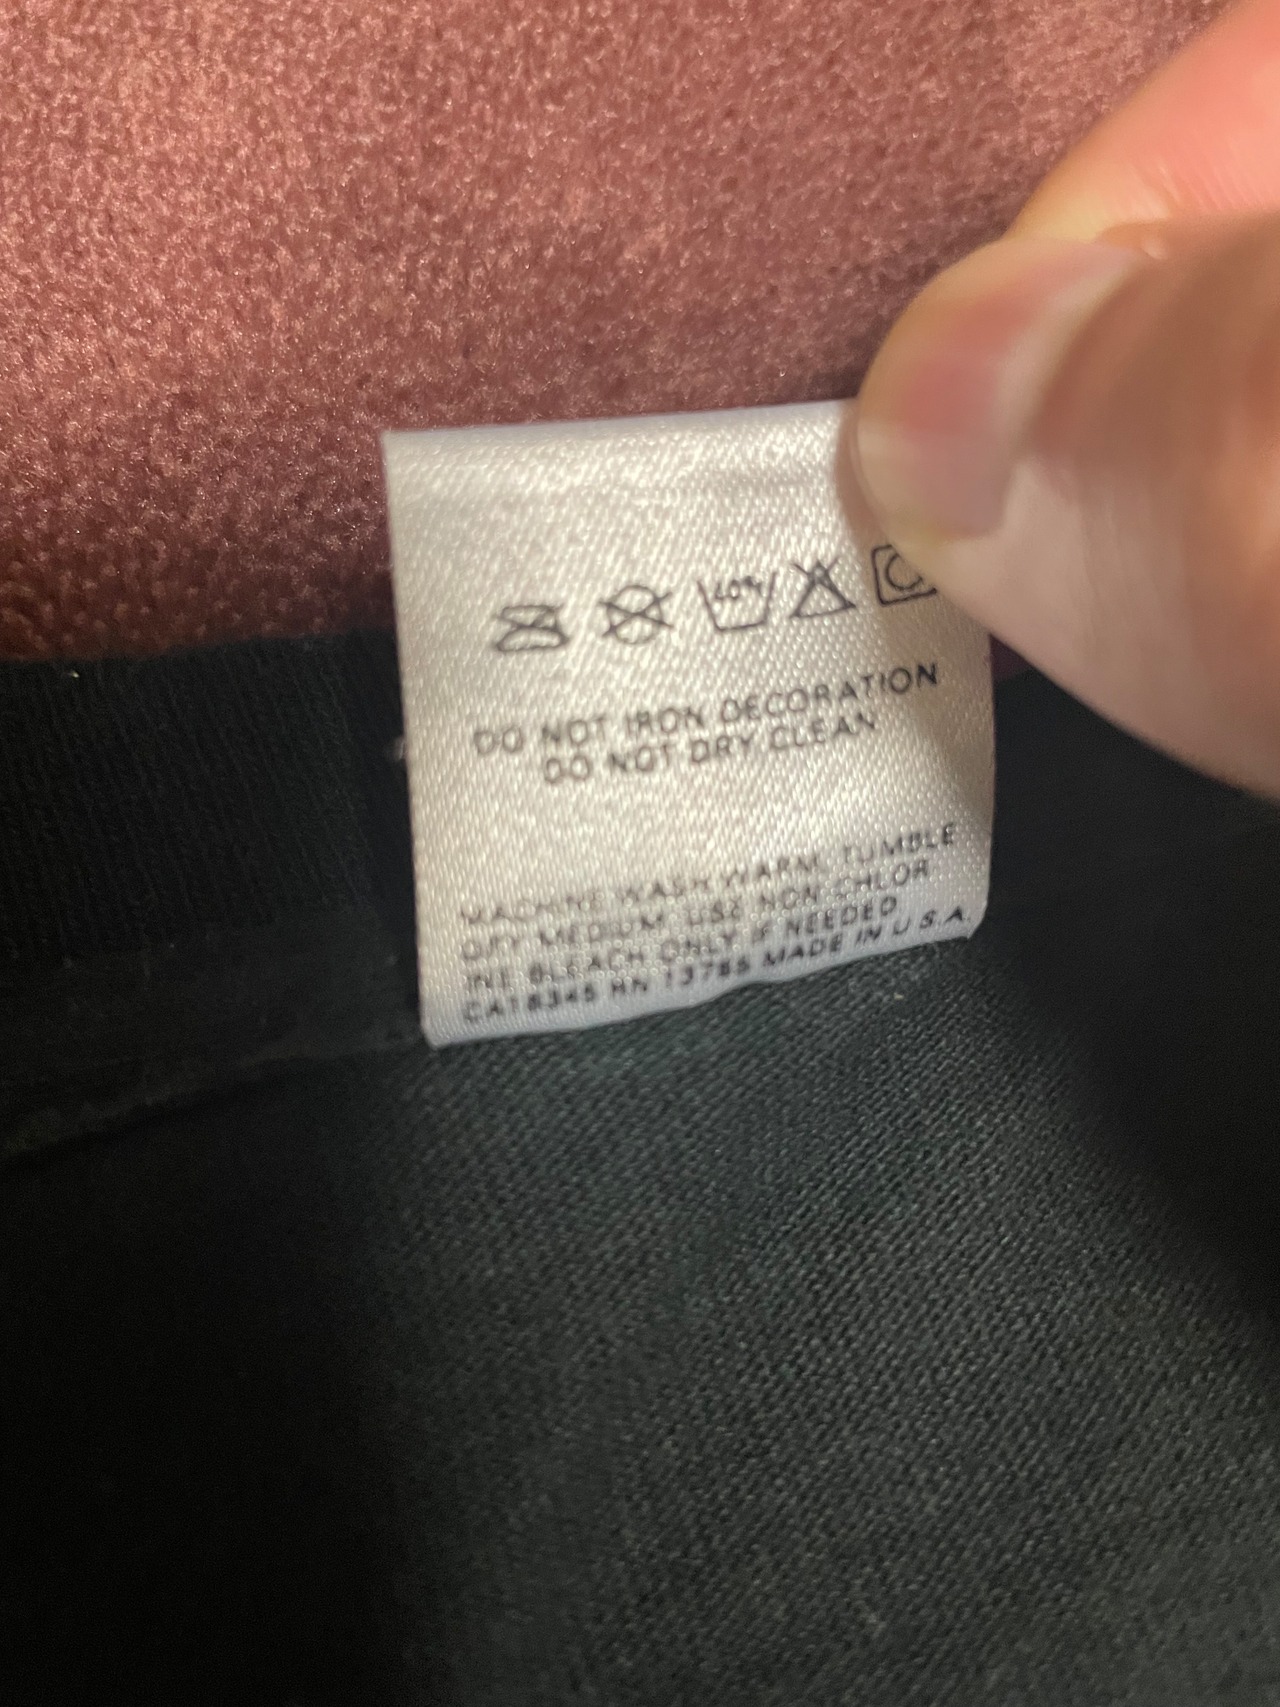 40°
DO NOT IRON DECORATION
DO NOT DRY CLEAN
MACHINE WASH WARM, TUMBLE
DRY MEDIUM. USE NON-CHLOR
INE BLEACH ONLY IF NEEDED
CA18345 RN 13765 MADE IN U.S.A.